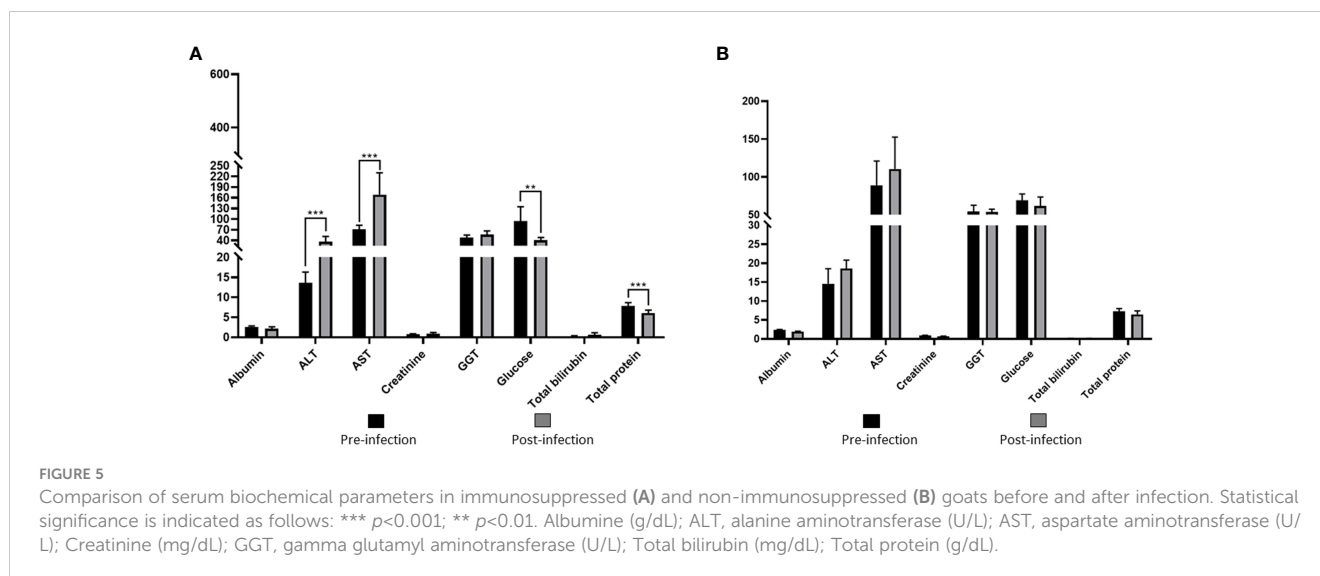 A
600
400
250
220
190
160
130
100
70
40
20
15
10
5
0
***
***
**
***
Albumin
ALT
AST
Creatinine
GGT
Glucose
Total bilirubin
Total protein
Pre-infection
Post-infection
B
200
150
100
50
30
25
20
15
10
5
0
Albumin
ALT
AST
Creatinine
GGT
Glucose
Total bilirubin
Total protein
Pre-infection
Post-infection
FIGURE 5
Comparison of serum biochemical parameters in immunosuppressed (A) and non-immunosuppressed (B) goats before and after infection. Statistical
significance is indicated as follows: *** p<0.001; ** p<0.01. Albumine (g/dL); ALT, alanine aminotransferase (U/L); AST, aspartate aminotransferase (U/
L); Creatinine (mg/dL); GGT, gamma glutamyl aminotransferase (U/L); Total bilirubin (mg/dL); Total protein (g/dL).